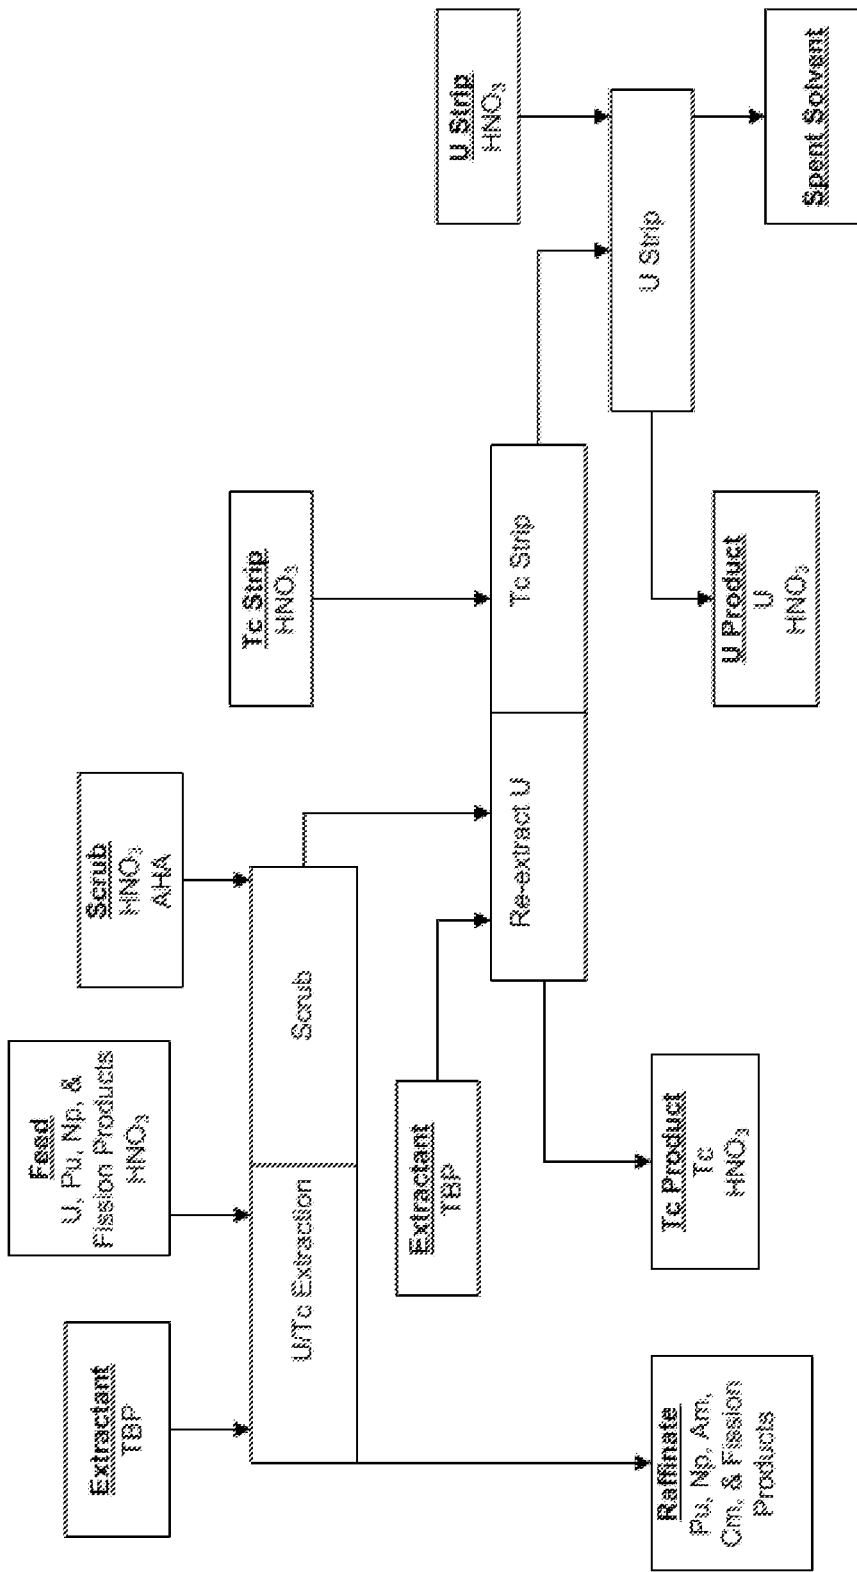 Extractant
TBP
Feed
U, Pu, Np, &
Fission Products
HNO₃
Scrub
HNO₃
AHA
U/Tc Extraction
Scrub
Tc Strip
HNO₃
Extractant
TBP
U Strip
HNO₃
Re-extract U
Tc Strip
U Strip
Raffinate
Pu, Np, Am,
Cm, & Fission
Products
Tc Product
Tc
HNO₃
U Product
U
HNO₃
Spent Solvent